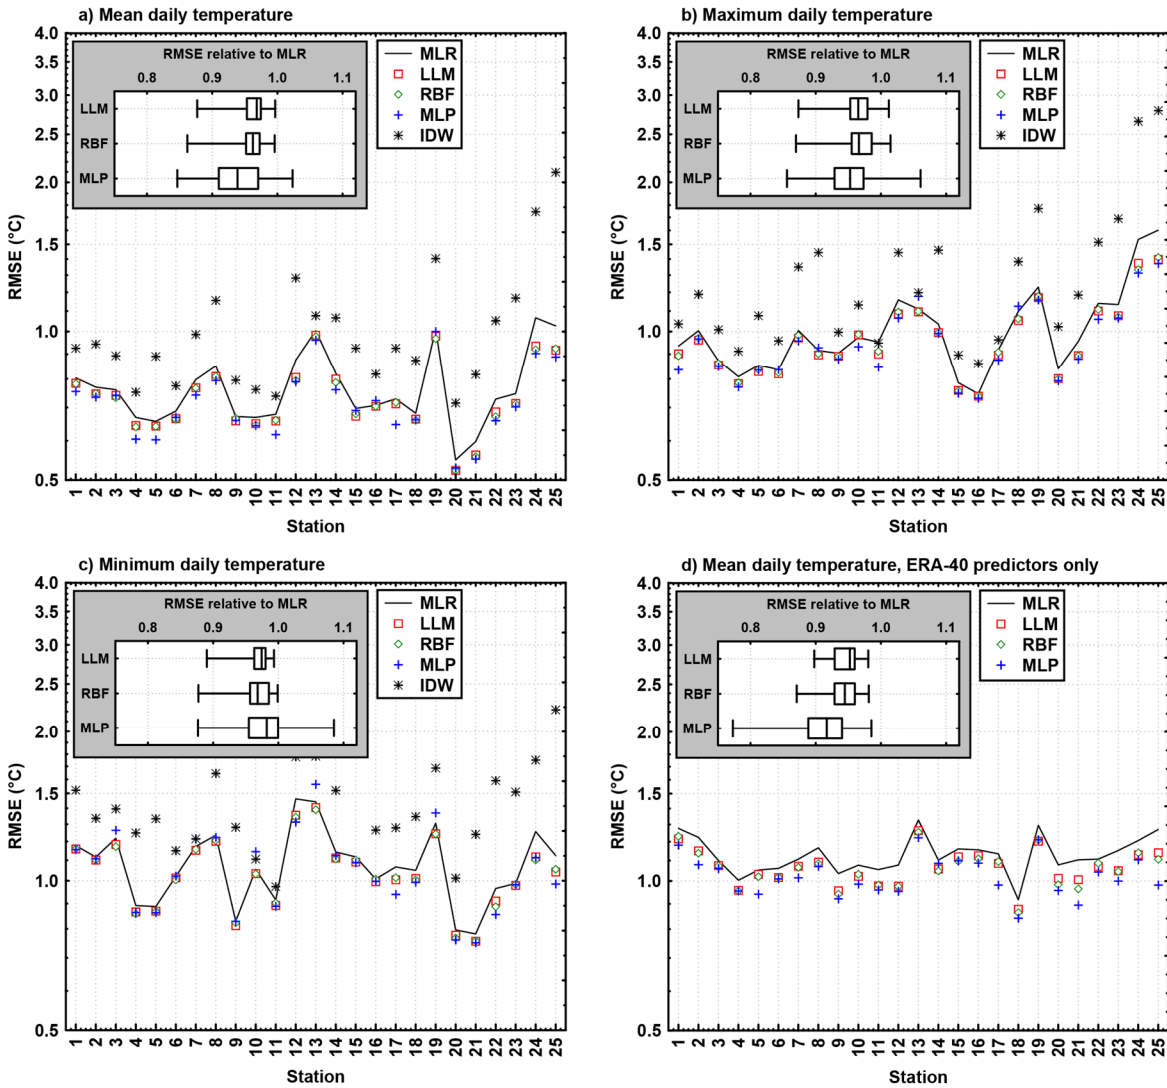 a) Mean daily temperature
4.0
3.5
3.0
2.5
2.0
1.5
1.0
0.5
RMSE (°C)
RMSE relative to MLR
0.8 0.9 1.0 1.1
LLM
RBF
MLP
MLR
LLM
RBF
MLP
IDW
1 2 3 4 5 6 7 8 9 10 11 12 13 14 15 16 17 18 19 20 21 22 23 24 25
Station
b) Maximum daily temperature
4.0
3.5
3.0
2.5
2.0
1.5
1.0
0.5
RMSE (°C)
RMSE relative to MLR
0.8 0.9 1.0 1.1
LLM
RBF
MLP
MLR
LLM
RBF
MLP
IDW
1 2 3 4 5 6 7 8 9 10 11 12 13 14 15 16 17 18 19 20 21 22 23 24 25
Station
c) Minimum daily temperature
4.0
3.5
3.0
2.5
2.0
1.5
1.0
0.5
RMSE (°C)
RMSE relative to MLR
0.8 0.9 1.0 1.1
LLM
RBF
MLP
MLR
LLM
RBF
MLP
IDW
1 2 3 4 5 6 7 8 9 10 11 12 13 14 15 16 17 18 19 20 21 22 23 24 25
Station
d) Mean daily temperature, ERA-40 predictors only
4.0
3.5
3.0
2.5
2.0
1.5
1.0
0.5
RMSE (°C)
RMSE relative to MLR
0.8 0.9 1.0 1.1
LLM
RBF
MLP
MLR
LLM
RBF
MLP
1 2 3 4 5 6 7 8 9 10 11 12 13 14 15 16 17 18 19 20 21 22 23 24 25
Station